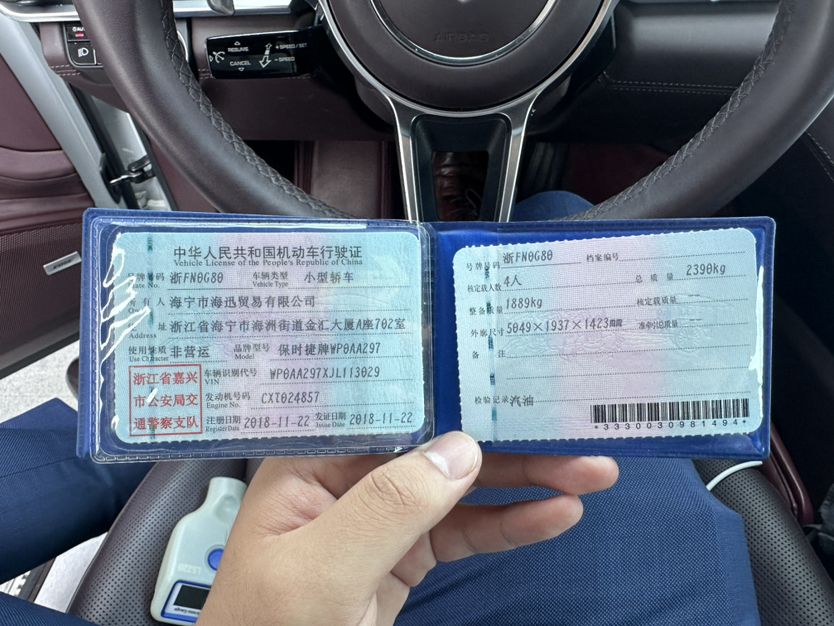 RESUME
+SPEED/SET
CANCEL
-SPEED
AIRBAG
中华人民共和国机动车行驶证
Vehicle License of the People's Republic of China
号牌号码 浙FN0G80 车辆类型 小型轿车
Vehicle Type
所有人 海宁市海迅贸易有限公司
住址 浙江省海宁市海洲街道金汇大厦A座702室
Address
使用性质 非营运 品牌型号 保时捷牌WP0AA297
Use Character Model
浙江省嘉兴
市公安局交
通警察支队
车辆识别代号 WP0AA297XJL113029
VIN
发动机号码 CXT024857
Engine No.
注册日期 2018-11-22 发证日期 2018-11-22
Register Date Issue Date
号牌号码 浙FN0G80 档案编号
核定载人数 4人 总质量 2390kg
整备质量 1889kg 核定载质量 --
外廓尺寸 5049×1937×1423mm 准牵引总质量 --
备注
检验记录 汽油
*3330030981494*